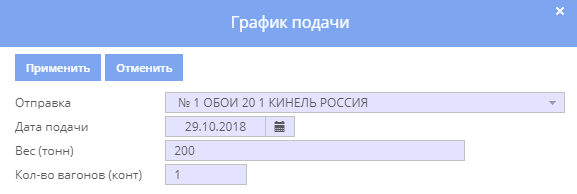 График подачи
×
Применить Отменить
Отправка № 1 ОБОИ 20 1 КИНЕЛЬ РОССИЯ
Дата подачи 29.10.2018
Вес (тонн) 200
Кол-во вагонов (конт) 1